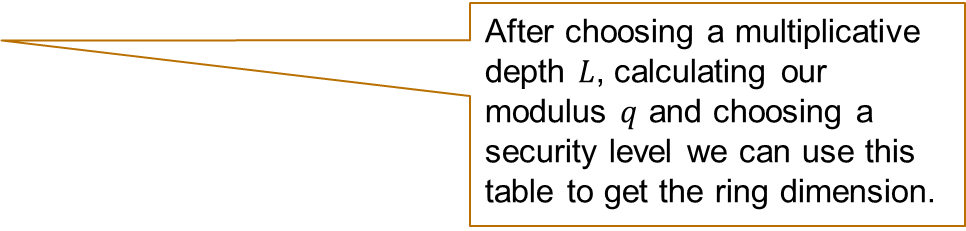 After choosing a multiplicative
depth L, calculating our
modulus q and choosing a
security level we can use this
table to get the ring dimension.